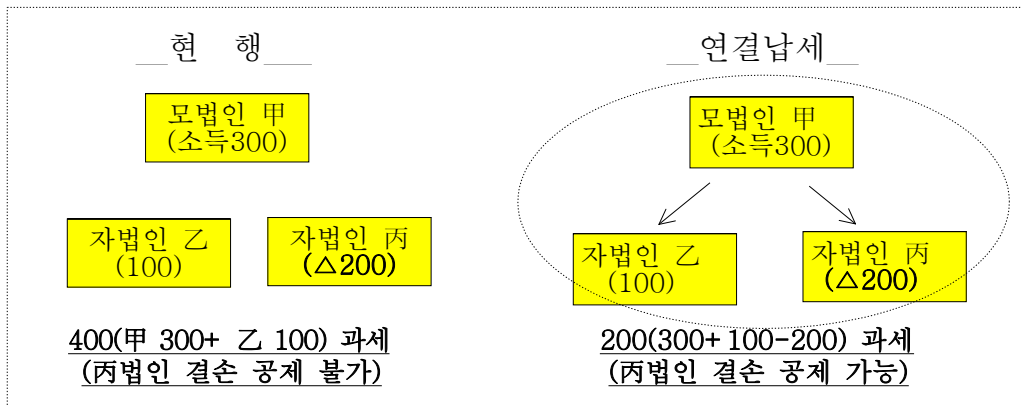 현 행
모법인 甲
(소득300)
자법인 乙
(100)
자법인 丙
(△200)
400(甲 300+ 乙 100) 과세
(丙법인 결손 공제 불가)
연결납세
모법인 甲
(소득300)
자법인 乙
(100)
자법인 丙
(△200)
200(300+100-200) 과세
(丙법인 결손 공제 가능)